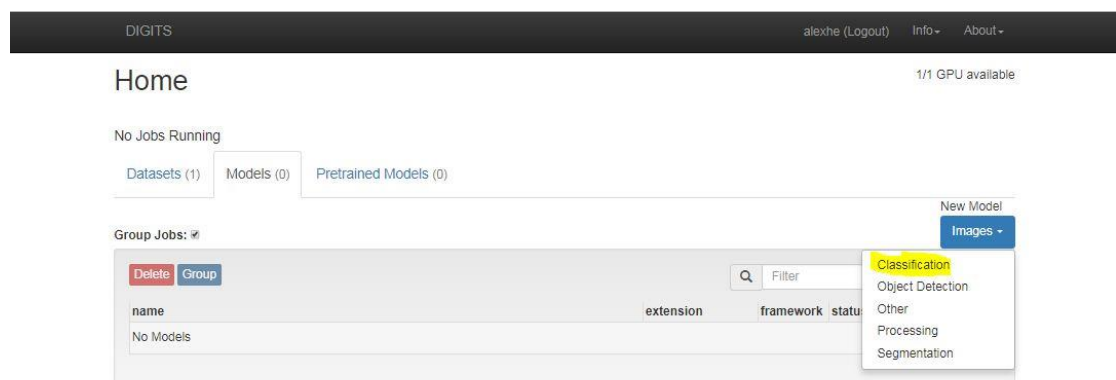 DIGITS alexhe (Logout) Info About
Home 1/1 GPU available
No Jobs Running
Datasets (1) Models (0) Pretrained Models (0)
New Model
Group Jobs: Images
Delete Group Filter Classification
Object Detection
name extension framework Other
Processing
No Models
Segmentation